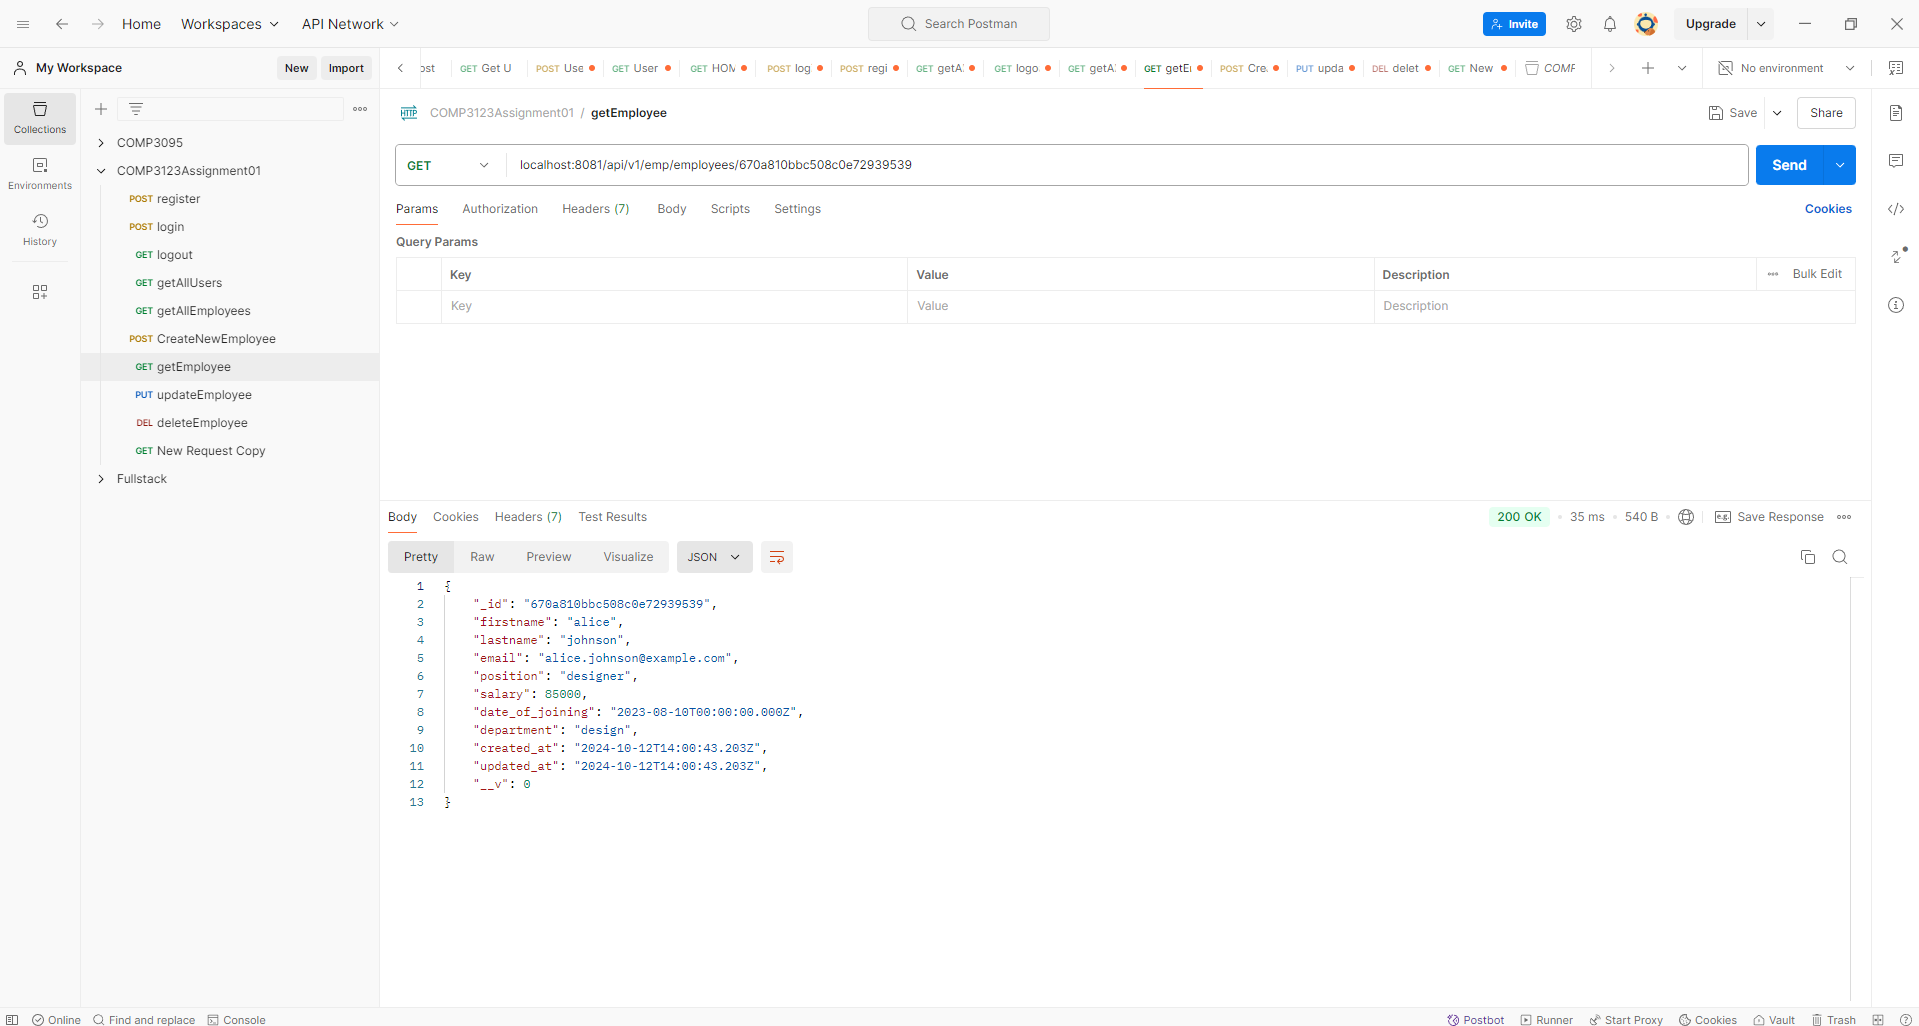 Home Workspaces API Network Search Postman Invite Upgrade
My Workspace New Import ost GET Get U POST Use GET User GET HOM POST log POST regi GET getA GET logo GET getA GET getE POST Cre PUT upda DEL delet GET New COMP No environment
Collections
Environments
History
COMP3095
COMP3123Assignment01
POST register
POST login
GET logout
GET getAllUsers
GET getAllEmployees
POST CreateNewEmployee
GET getEmployee
PUT updateEmployee
DEL deleteEmployee
GET New Request Copy
Fullstack
HTTP COMP3123Assignment01 / getEmployee Save Share
GET localhost:8081/api/v1/emp/employees/670a810bbc508c0e72939539 Send
Params Authorization Headers (7) Body Scripts Settings Cookies
Query Params
Key Value Description Bulk Edit
Key Value Description
Body Cookies Headers (7) Test Results 200 OK 35 ms 540 B e.g. Save Response
Pretty Raw Preview Visualize JSON
1 {
2 "_id": "670a810bbc508c0e72939539",
3 "firstname": "alice",
4 "lastname": "johnson",
5 "email": "alice.johnson@example.com",
6 "position": "designer",
7 "salary": 85000,
8 "date_of_joining": "2023-08-10T00:00:00.000Z",
9 "department": "design",
10 "created_at": "2024-10-12T14:00:43.203Z",
11 "updated_at": "2024-10-12T14:00:43.203Z",
12 "__v": 0
13 }
Online Find and replace Console Postbot Runner Start Proxy Cookies Vault Trash